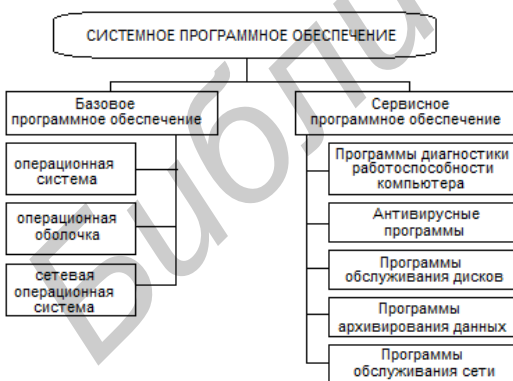 СИСТЕМНОЕ ПРОГРАММНОЕ ОБЕСПЕЧЕНИЕ
Базовое
программное обеспечение
операционная
система
операционная
оболочка
сетевая
операционная
система
Сервисное
программное обеспечение
Программы диагностики
работоспособности
компьютера
Антивирусные
программы
Программы
обслуживания дисков
Программы
архивирования данных
Программы
обслуживания сети
Библи